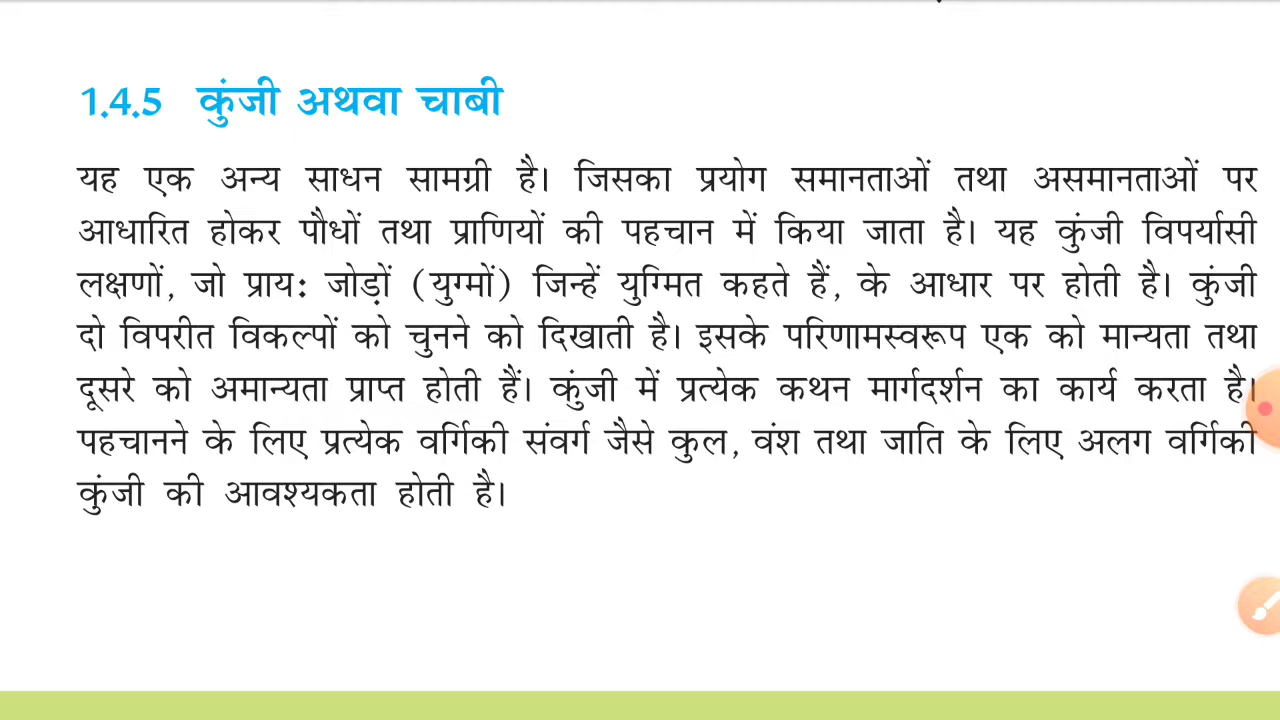 1.4.5 कुंजी अथवा चाबी
यह एक अन्य साधन सामग्री है। जिसका प्रयोग समानताओं तथा असमानताओं पर
आधारित होकर पौधों तथा प्राणियों की पहचान में किया जाता है। यह कुंजी विपर्यासी
लक्षणों, जो प्राय: जोड़ों (युग्मों) जिन्हें युग्मित कहते हैं, के आधार पर होती है। कुंजी
दो विपरीत विकल्पों को चुनने को दिखाती है। इसके परिणामस्वरूप एक को मान्यता तथा
दूसरे को अमान्यता प्राप्त होती हैं। कुंजी में प्रत्येक कथन मार्गदर्शन का कार्य करता है।
पहचानने के लिए प्रत्येक वर्गिकी संवर्ग जैसे कुल, वंश तथा जाति के लिए अलग वर्गिकी
कुंजी की आवश्यकता होती है।